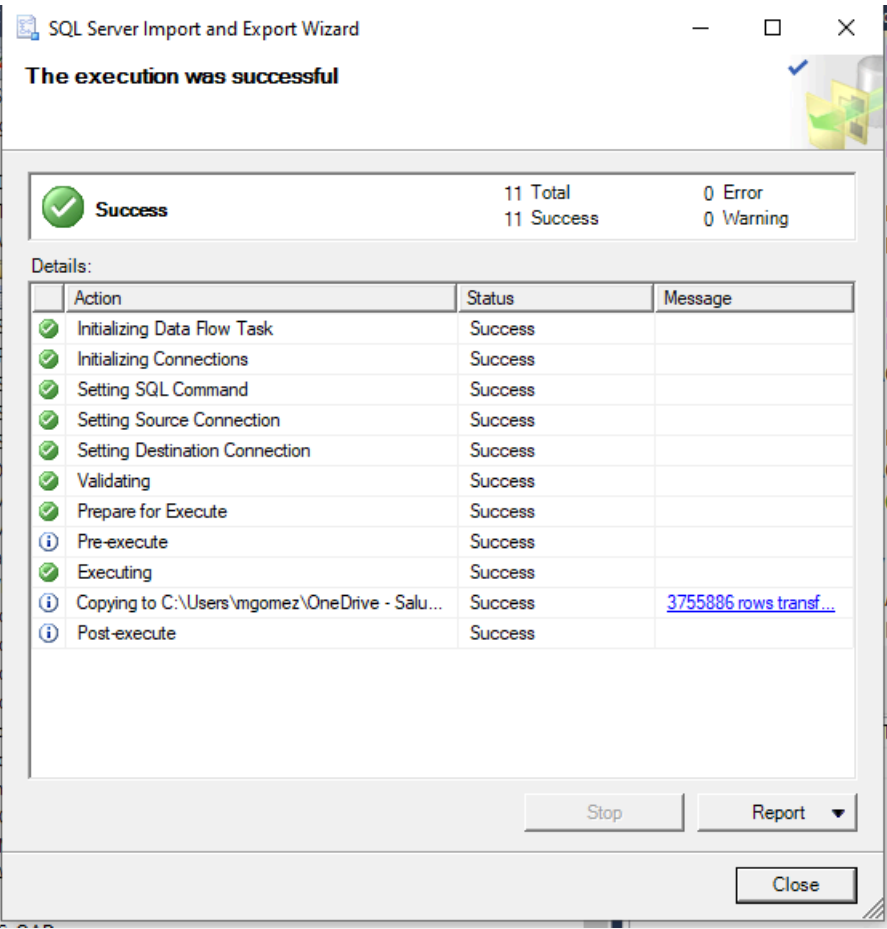 SQL Server Import and Export Wizard
The execution was successful
Success
11 Total
0 Error
11 Success
0 Warning
Details:
Action Status Message
Initializing Data Flow Task Success
Initializing Connections Success
Setting SQL Command Success
Setting Source Connection Success
Setting Destination Connection Success
Validating Success
Prepare for Execute Success
Pre-execute Success
Executing Success
Copying to C:\Users\mgomez\OneDrive - Salu... Success 3755886 rows transf...
Post-execute Success
Stop Report
Close